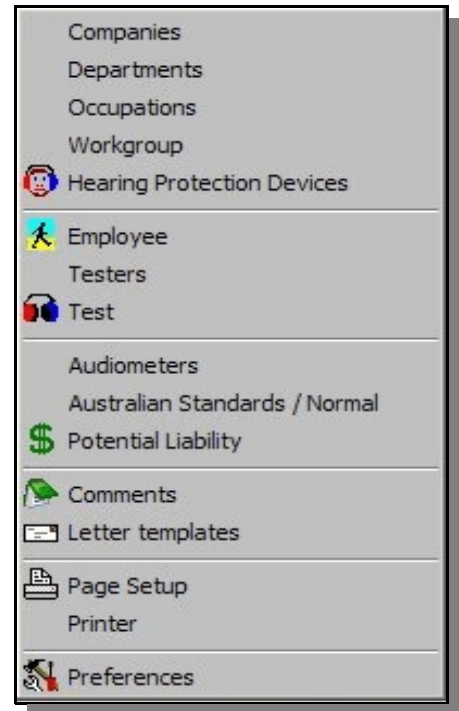 Companies
Departments
Occupations
Workgroup
Hearing Protection Devices
Employee
Testers
Test
Audiometers
Australian Standards / Normal
Potential Liability
Comments
Letter templates
Page Setup
Printer
Preferences